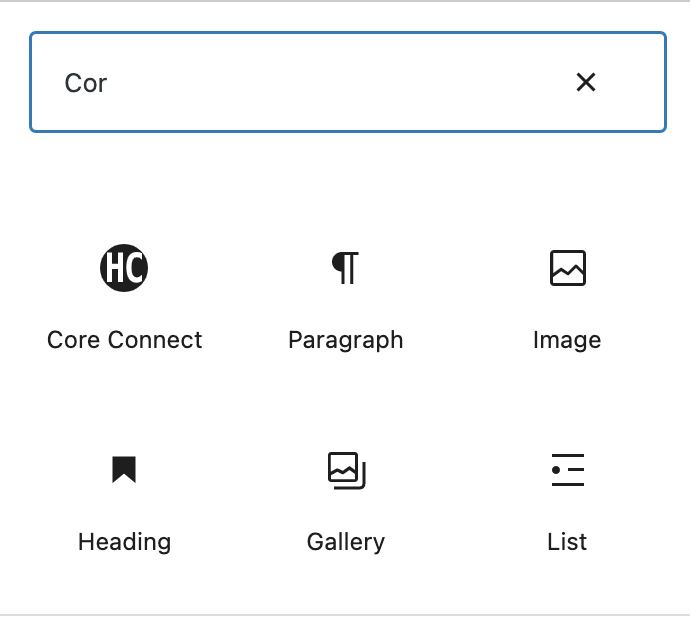 Cor
HC
Core Connect
Paragraph
Image
Heading
Gallery
List